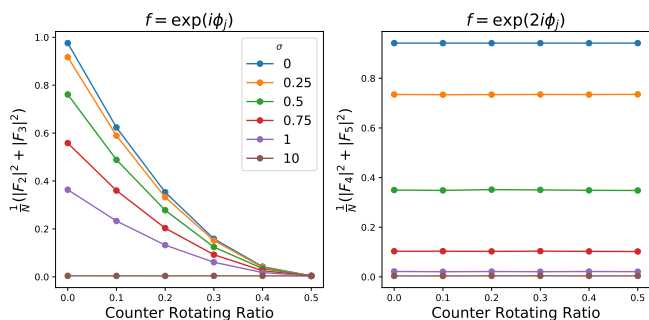 f = exp(iϕ_j)
1/N (|F_2|^2 + |F_3|^2)
1.0
0.8
0.6
0.4
0.2
0.0
σ
0
0.25
0.5
0.75
1
10
0.0 0.1 0.2 0.3 0.4 0.5
Counter Rotating Ratio
f = exp(2iϕ_j)
1/N (|F_4|^2 + |F_5|^2)
0.8
0.6
0.4
0.2
0.0
0.0 0.1 0.2 0.3 0.4 0.5
Counter Rotating Ratio